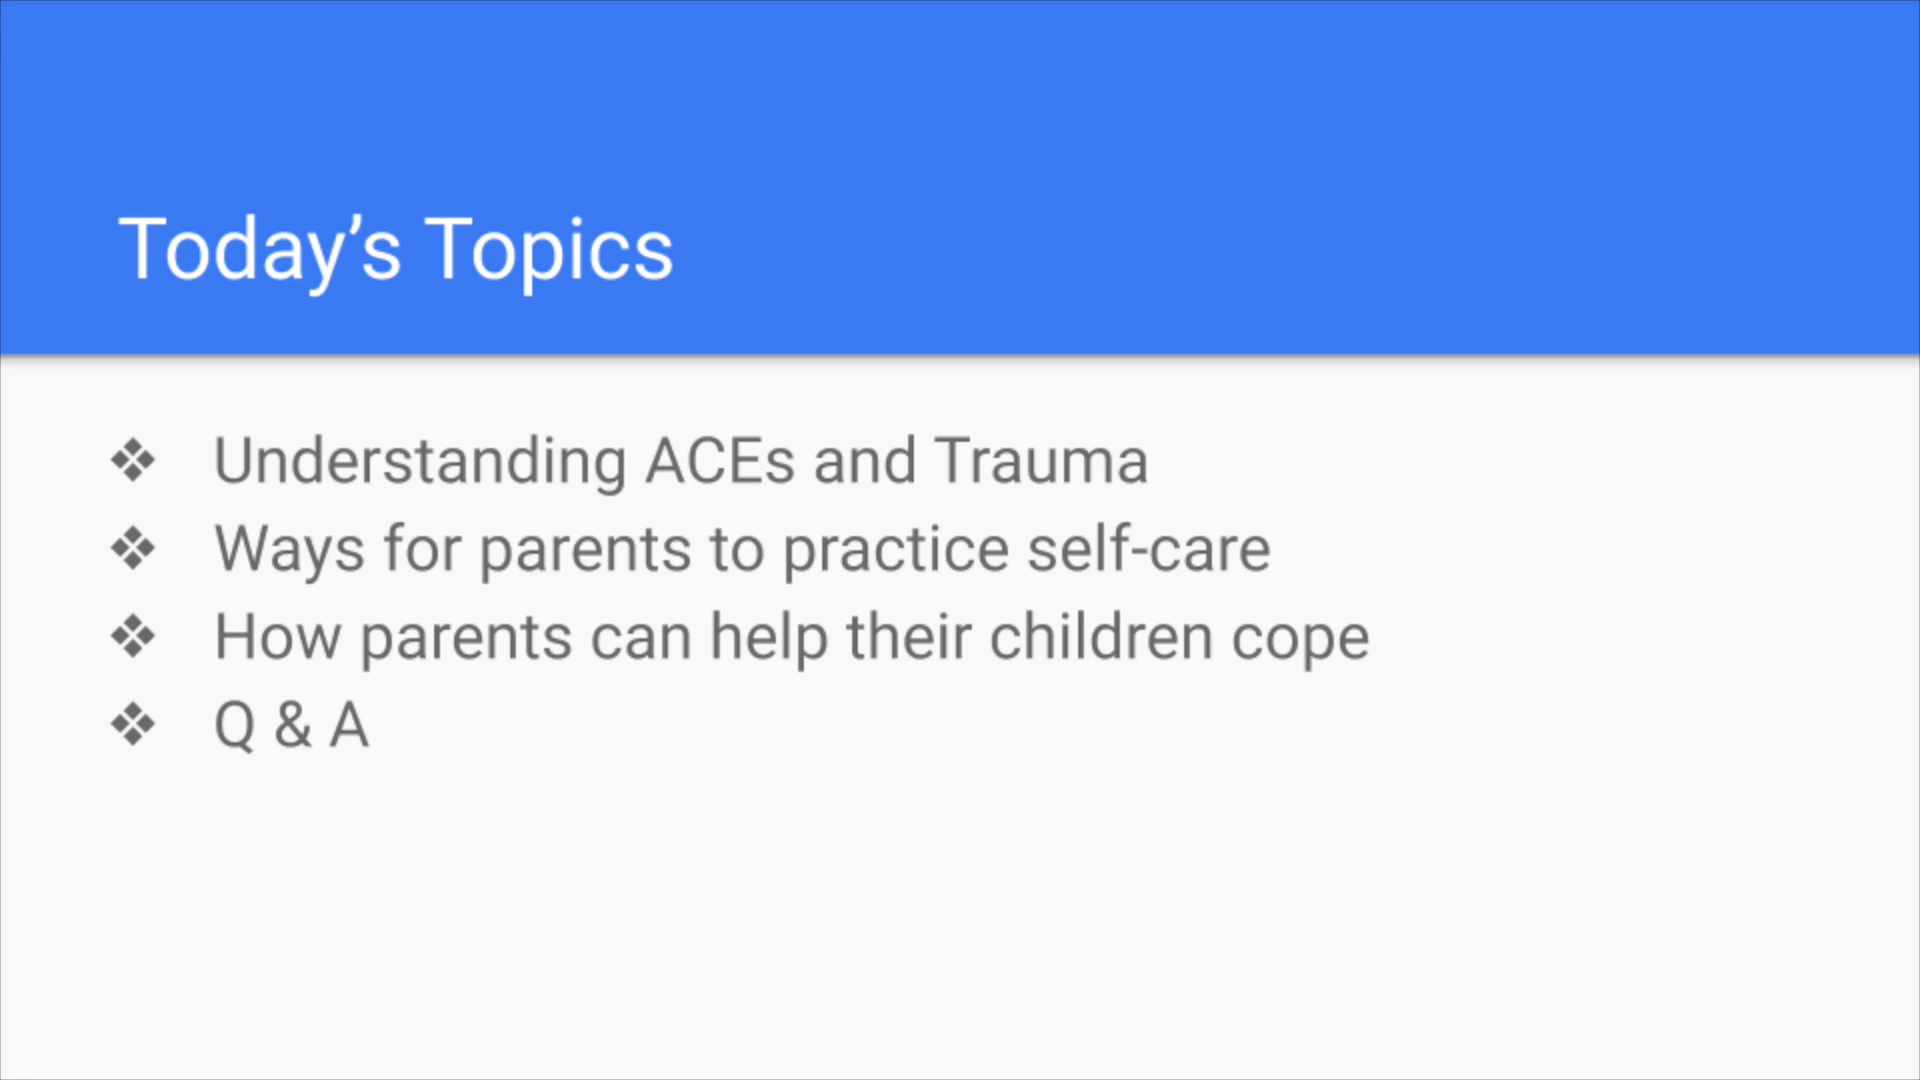 Today’s Topics
❖ Understanding ACEs and Trauma
❖ Ways for parents to practice self-care
❖ How parents can help their children cope
❖ Q & A